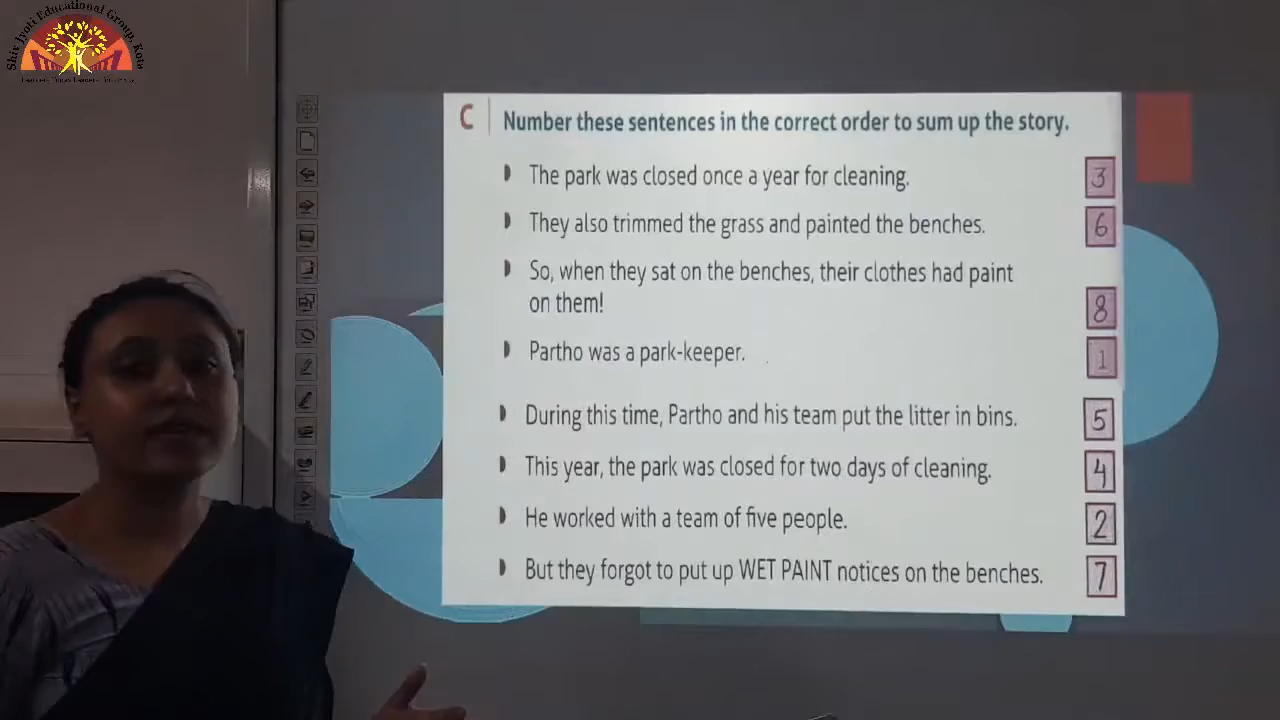 Shiv Jyoti Educational Group, Kota
C Number these sentences in the correct order to sum up the story.
The park was closed once a year for cleaning. 3
They also trimmed the grass and painted the benches. 6
So, when they sat on the benches, their clothes had paint
on them! 8
Partho was a park-keeper. 1
During this time, Partho and his team put the litter in bins. 5
This year, the park was closed for two days of cleaning. 4
He worked with a team of five people. 2
But they forgot to put up WET PAINT notices on the benches. 7